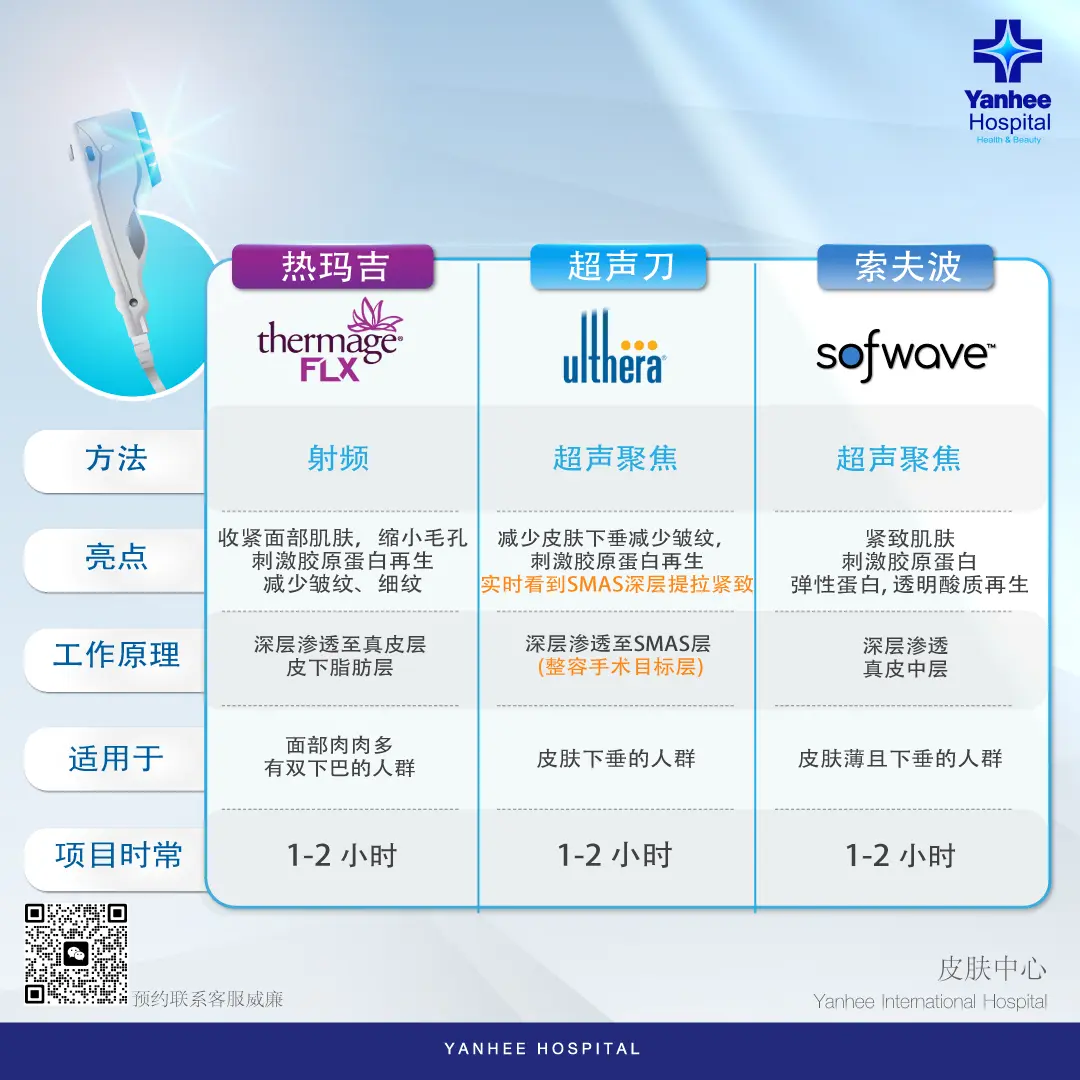 Yanhee
Hospital
Health & Beauty
热玛吉
超声刀
索夫波
thermage®
FLX
ulthera®
sofwave™
方法
射频
超声聚焦
超声聚焦
亮点
收紧面部肌肤，缩小毛孔
刺激胶原蛋白再生
减少皱纹、细纹
减少皮肤下垂减少皱纹,
刺激胶原蛋白再生
实时看到SMAS深层提拉紧致
紧致肌肤
刺激胶原蛋白
弹性蛋白, 透明酸质再生
工作原理
深层渗透至真皮层
皮下脂肪层
深层渗透至SMAS层
(整容手术目标层)
深层渗透
真皮中层
适用于
面部肉肉多
有双下巴的人群
皮肤下垂的人群
皮肤薄且下垂的人群
项目时常
1-2 小时
1-2 小时
1-2 小时
预约联系客服威廉
皮肤中心
Yanhee International Hospital
YANHEE HOSPITAL